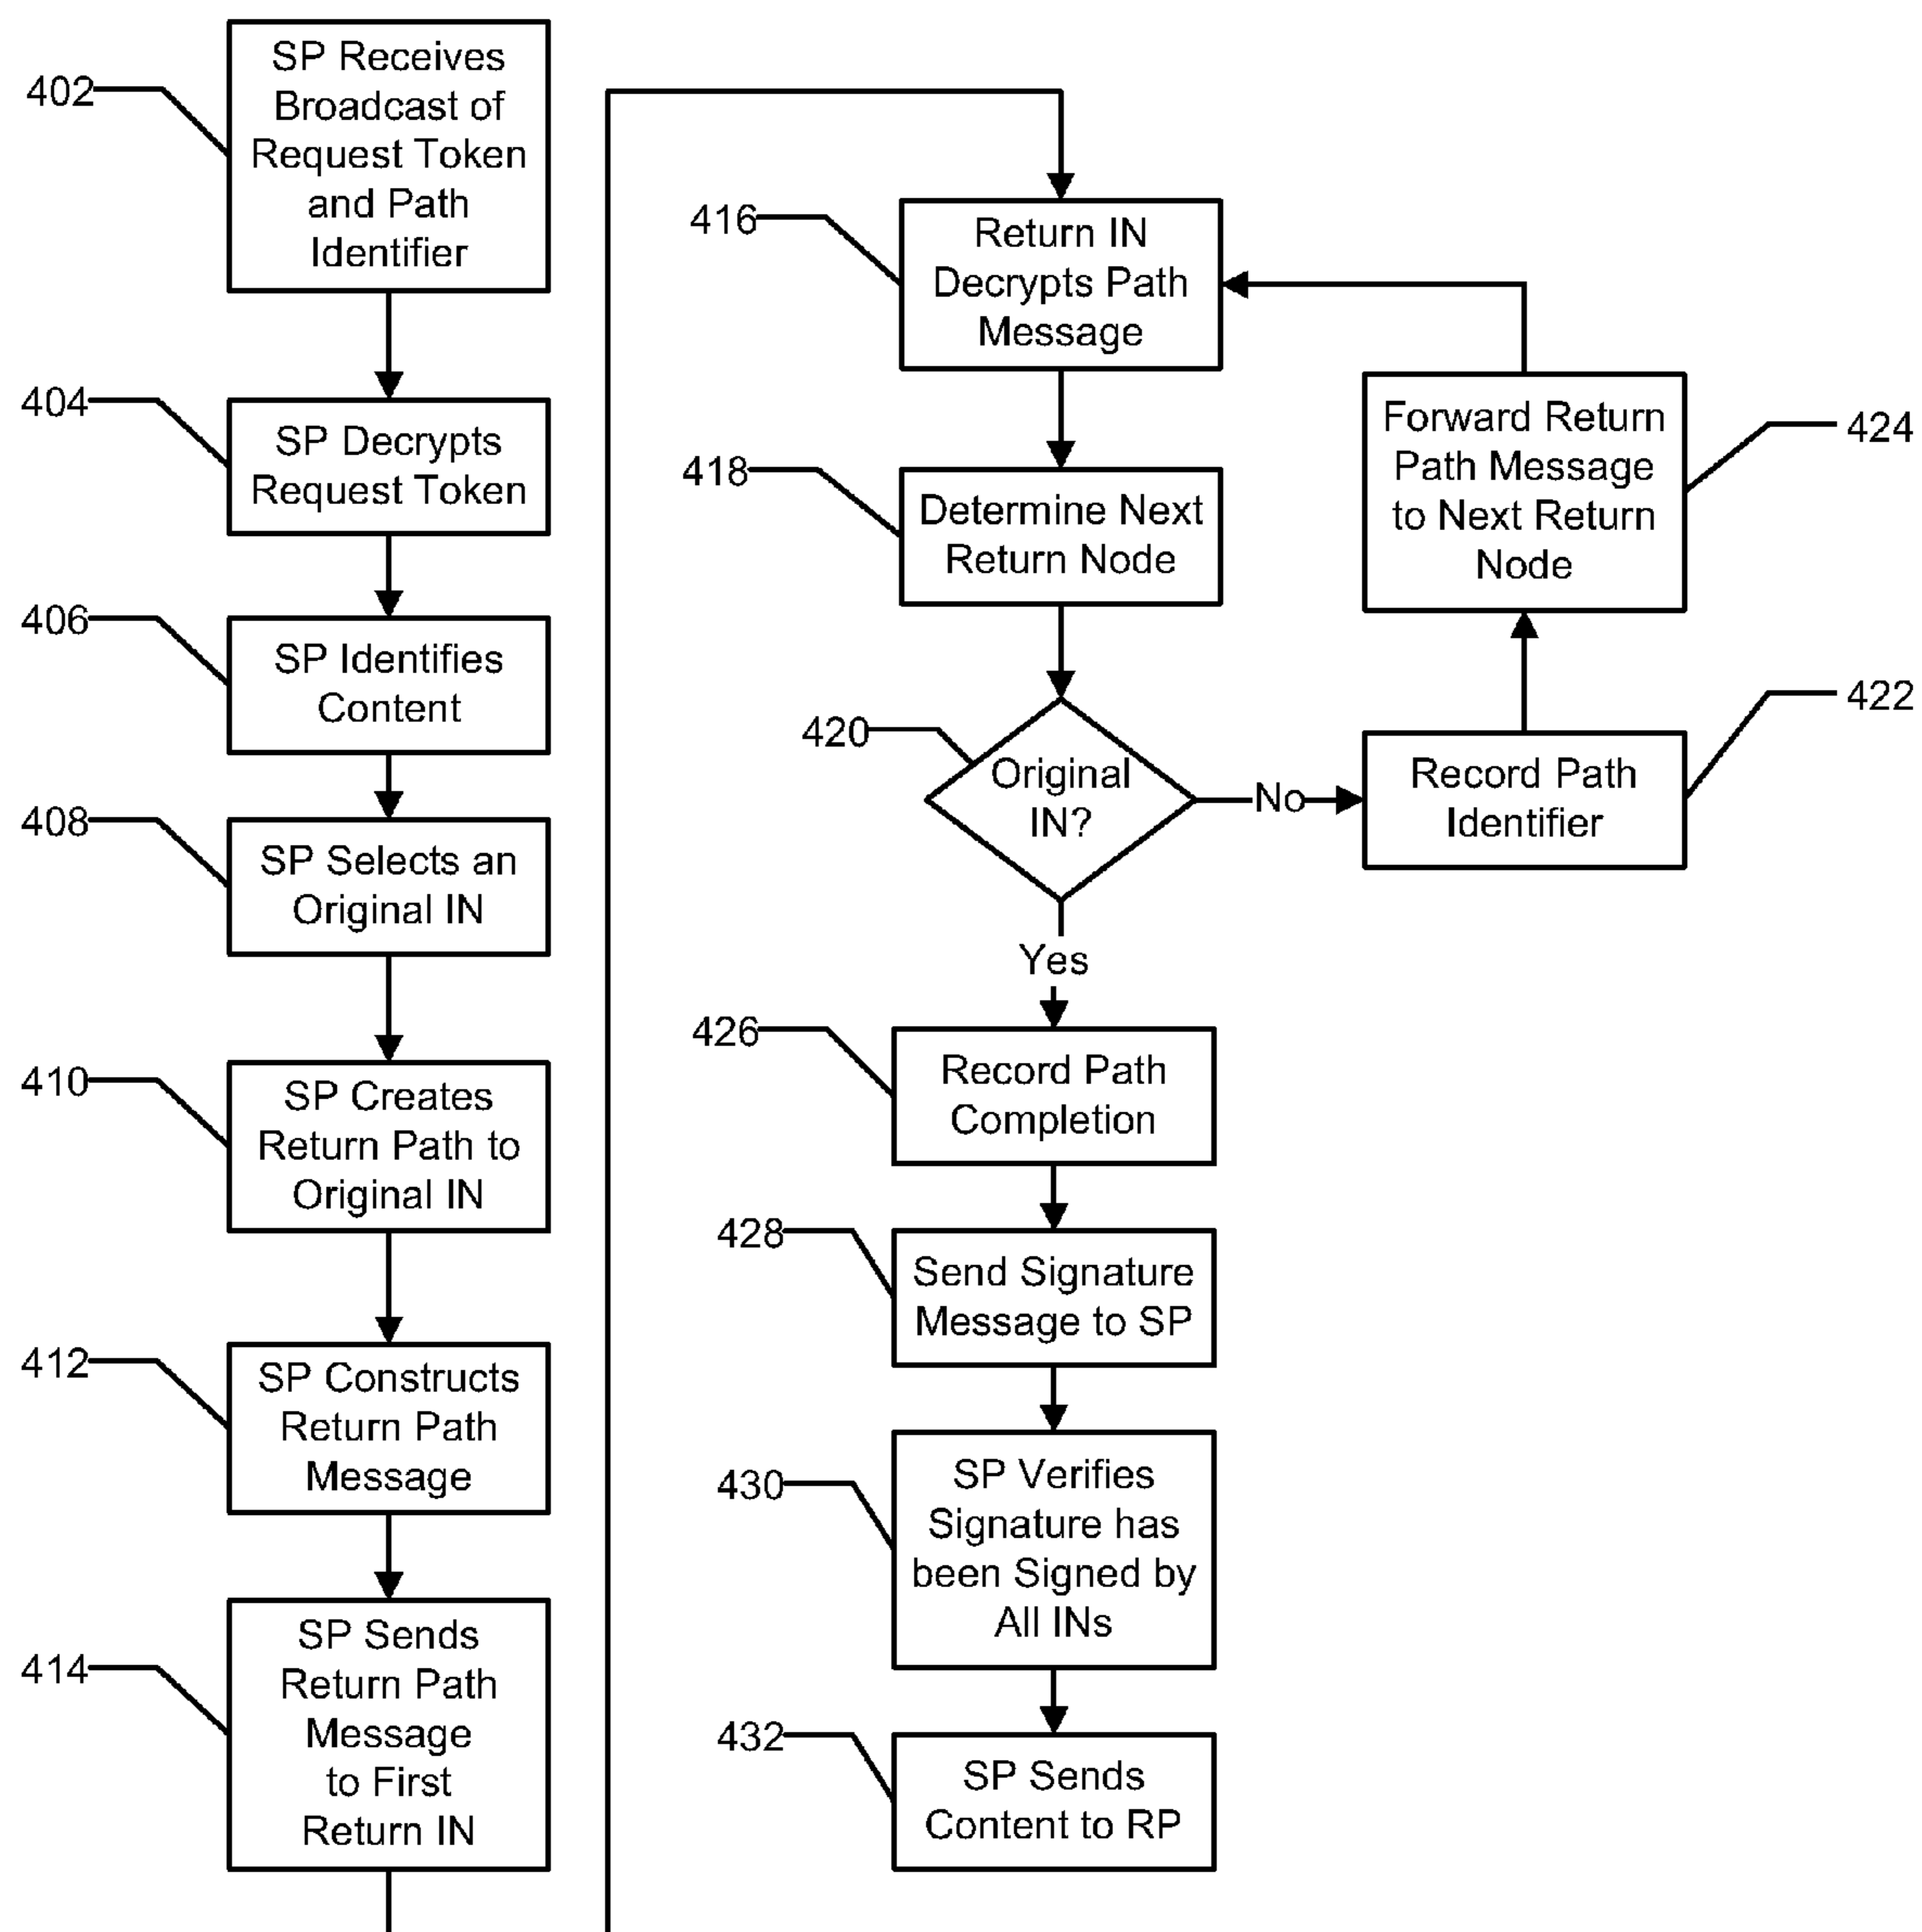 402
SP Receives
Broadcast of
Request Token
and Path
Identifier
404
SP Decrypts
Request Token
406
SP Identifies
Content
408
SP Selects an
Original IN
410
SP Creates
Return Path to
Original IN
412
SP Constructs
Return Path
Message
414
SP Sends
Return Path
Message
to First
Return IN
416
Return IN
Decrypts Path
Message
418
Determine Next
Return Node
420
Original
IN?
No
422
Record Path
Identifier
424
Forward Return
Path Message
to Next Return
Node
Yes
426
Record Path
Completion
428
Send Signature
Message to SP
430
SP Verifies
Signature has
been Signed by
All INs
432
SP Sends
Content to RP